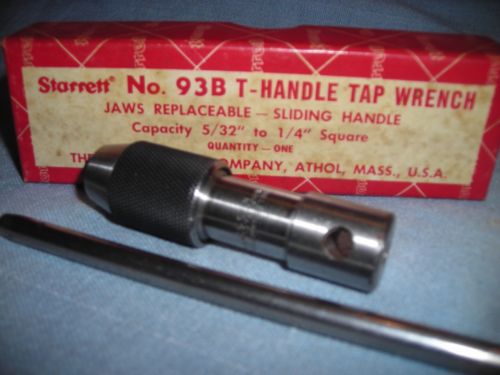 Starrett® No. 93B T-HANDLE TAP WRENCH
JAWS REPLACEABLE — SLIDING HANDLE
Capacity 5/32" to 1/4" Square
QUANTITY—ONE
COMPANY, ATHOL, MASS., U.S.A.